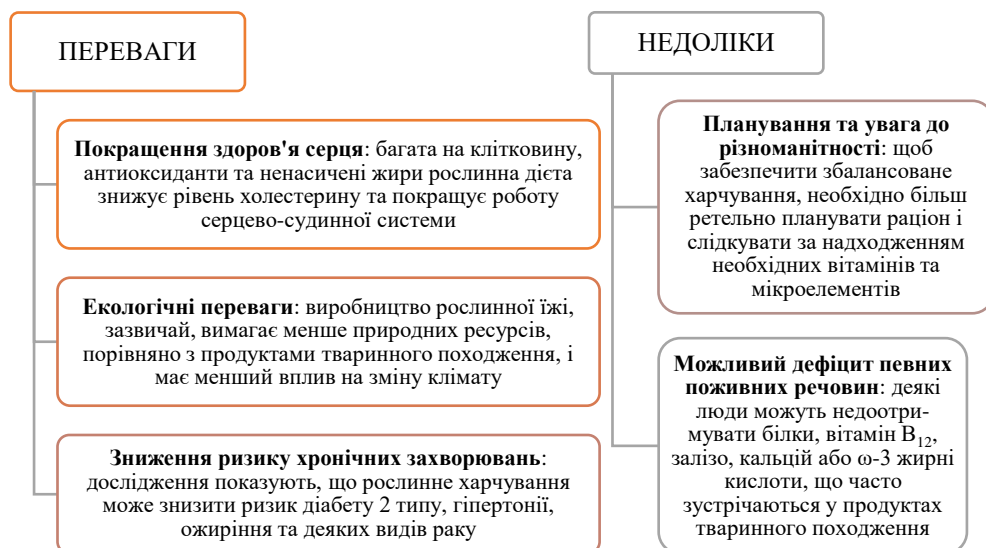 ПЕРЕВАГИ
Покращення здоров'я серця: багата на клітковину,
антиоксиданти та ненасичені жири рослинна дієта
знижує рівень холестерину та покращує роботу
серцево-судинної системи
Екологічні переваги: виробництво рослинної їжі,
зазвичай, вимагає менше природних ресурсів,
порівняно з продуктами тваринного походження, і
має менший вплив на зміну клімату
Зниження ризику хронічних захворювань:
дослідження показують, що рослинне харчування
може знизити ризик діабету 2 типу, гіпертонії,
ожиріння та деяких видів раку
НЕДОЛІКИ
Планування та увага до
різноманітності: щоб
забезпечити збалансоване
харчування, необхідно більш
ретельно планувати раціон і
слідкувати за надходженням
необхідних вітамінів та
мікроелементів
Можливий дефіцит певних
поживних речовин: деякі
люди можуть недоотри-
мувати білки, вітамін B₁₂,
залізо, кальцій або ω-3 жирні
кислоти, що часто
зустрічаються у продуктах
тваринного походження